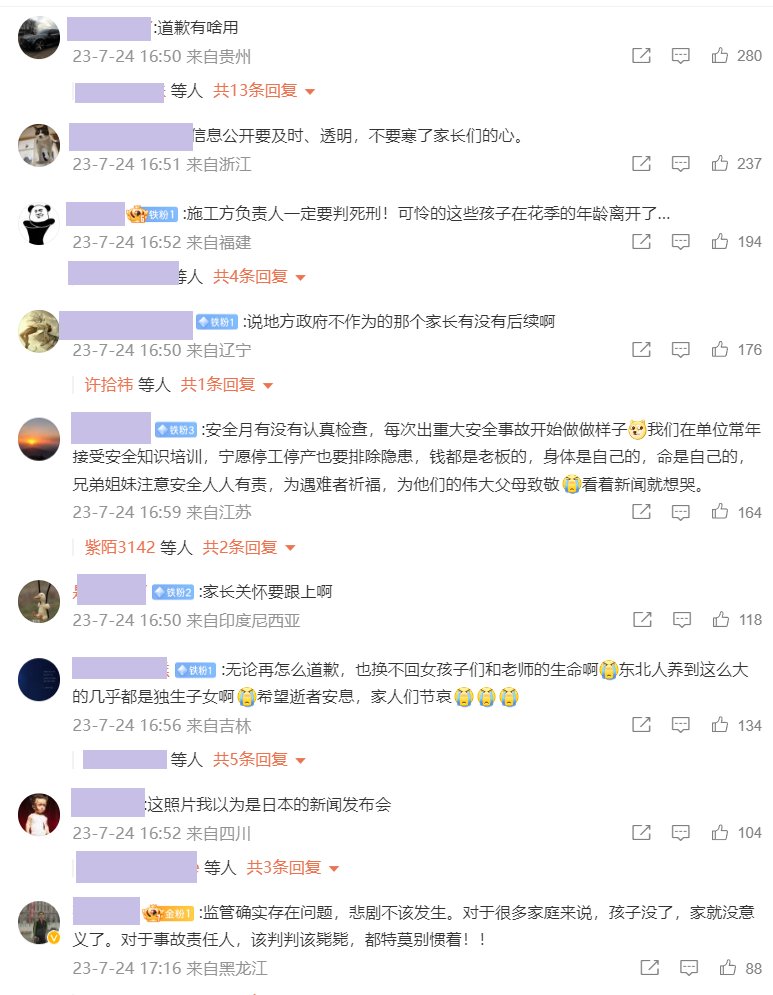 :道歉有啥用
23-7-24 16:50 来自贵州
280
等人 共13条回复
信息公开要及时、透明，不要寒了家长们的心。
23-7-24 16:51 来自浙江
237
铁粉1 :施工方负责人一定要判死刑！可怜的这些孩子在花季的年龄离开了...
23-7-24 16:52 来自福建
194
等人 共4条回复
铁粉1 :说地方政府不作为的那个家长有没有后续啊
23-7-24 16:50 来自辽宁
176
许拾祎 等人 共1条回复
铁粉3 :安全月有没有认真检查，每次出重大安全事故开始做做样子我们在单位常年
接受安全知识培训，宁愿停工停产也要排除隐患，钱都是老板的，身体是自己的，命是自己的，
兄弟姐妹注意安全人人有责，为遇难者祈福，为他们的伟大父母致敬看着新闻就想哭。
23-7-24 16:59 来自江苏
164
紫陌3142 等人 共2条回复
铁粉2 :家长关怀要跟上啊
23-7-24 16:50 来自印度尼西亚
118
铁粉1 :无论再怎么道歉，也换不回女孩子们和老师的生命啊东北人养到这么大
的几乎都是独生子女啊希望逝者安息，家人们节哀
23-7-24 16:56 来自吉林
134
等人 共5条回复
:这照片我以为是日本的新闻发布会
23-7-24 16:52 来自四川
104
等人 共3条回复
金粉1 :监管确实存在问题，悲剧不该发生。对于很多家庭来说，孩子没了，家就没意
义了。对于事故责任人，该判判该毙毙，都特莫别惯着！！
23-7-24 17:16 来自黑龙江
88